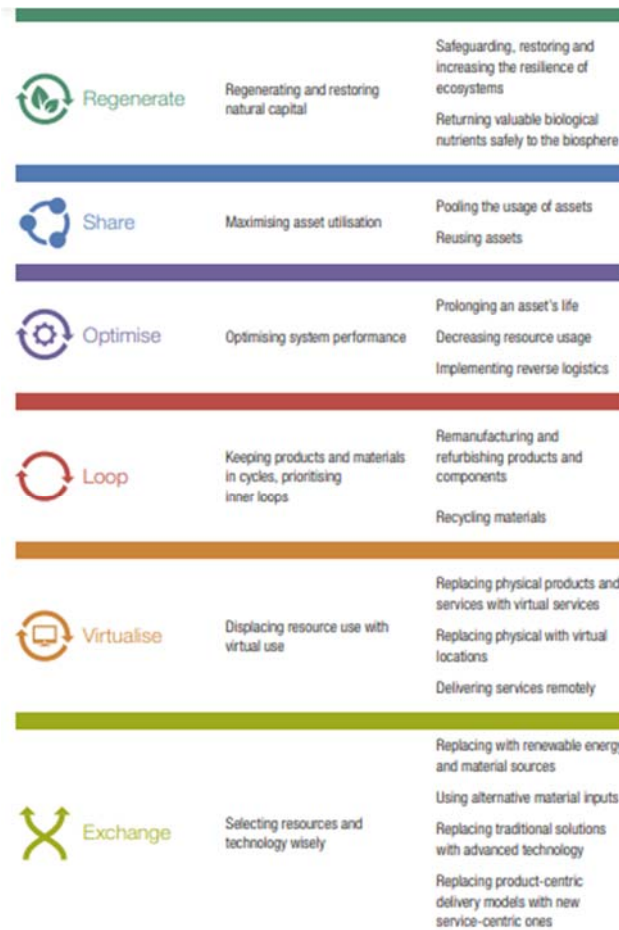 Regenerate
Regenerating and restoring
natural capital
Safeguarding, restoring and
increasing the resilience of
ecosystems
Returning valuable biological
nutrients safely to the biosphere
Share
Maximising asset utilisation
Pooling the usage of assets
Reusing assets
Optimise
Optimising system performance
Prolonging an asset's life
Decreasing resource usage
Implementing reverse logistics
Loop
Keeping products and materials
in cycles, prioritising
inner loops
Remanufacturing and
refurbishing products and
components
Recycling materials
Virtualise
Displacing resource use with
virtual use
Replacing physical products and
services with virtual services
Replacing physical with virtual
locations
Delivering services remotely
Exchange
Selecting resources and
technology wisely
Replacing with renewable energy
and material sources
Using alternative material inputs
Replacing traditional solutions
with advanced technology
Replacing product-centric
delivery models with new
service-centric ones